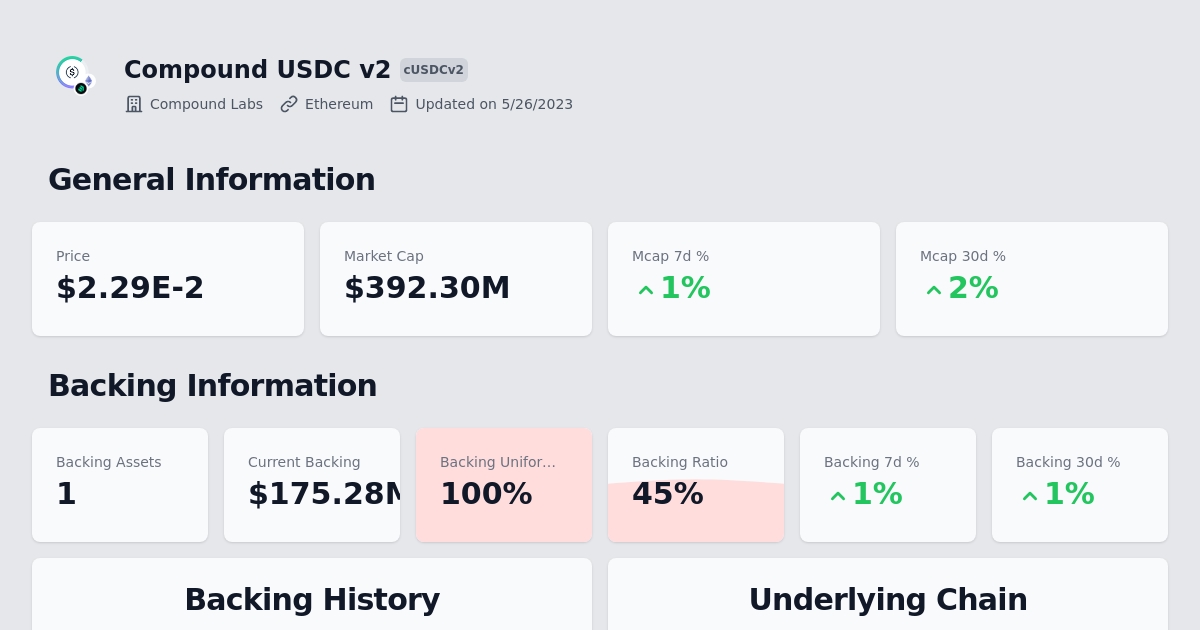 Compound USDC v2 cUSDCv2
Compound Labs Ethereum Updated on 5/26/2023
General Information
Price Market Cap Mcap 7d % Mcap 30d %
$2.29E-2 $392.30M 1% 2%
Backing Information
Backing Assets Current Backing Backing Unifor… Backing Ratio Backing 7d % Backing 30d %
1 $175.28M 100% 45% 1% 1%
Backing History Underlying Chain